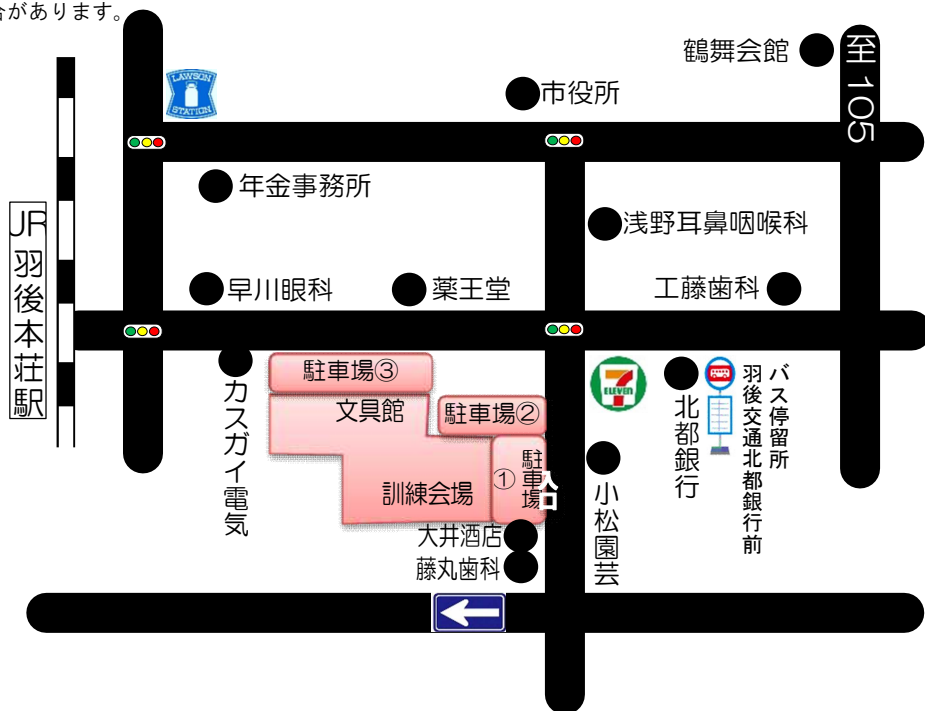 合があります。
鶴舞会館
至 105
LAWSON
STATION
市役所
年金事務所
浅野耳鼻咽喉科
JR 羽後本荘駅
早川眼科
薬王堂
工藤歯科
カスガイ電気
駐車場③
文具館
駐車場②
駐車場①
訓練会場
7
ELEVEN
北都銀行
バス停留所
羽後交通北都銀行前
小松園芸
大井酒店
藤丸歯科